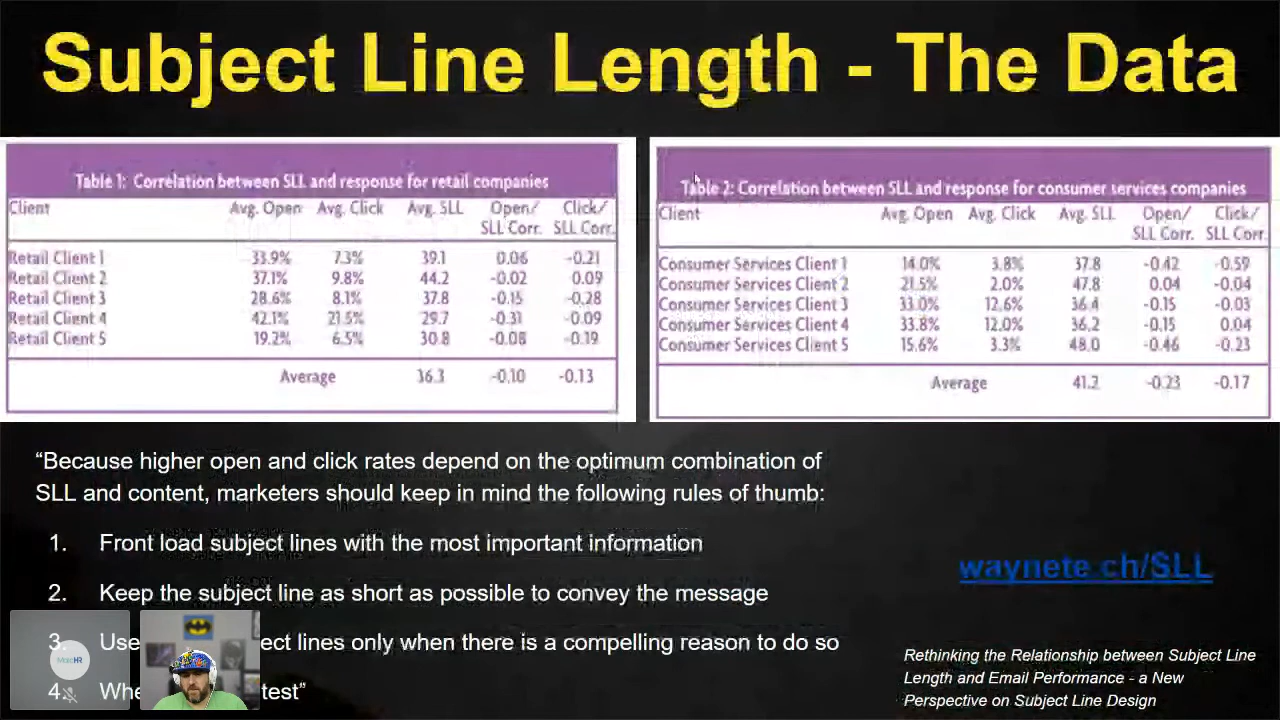 Subject Line Length - The Data
Table 1: Correlation between SLL and response for retail companies
Client Avg. Open Avg. Click Avg. SLL Open/ SLL Corr. Click/ SLL Corr.
Retail Client 1 33.9% 7.3% 39.1 0.06 -0.21
Retail Client 2 37.1% 9.8% 44.2 -0.02 0.09
Retail Client 3 28.6% 8.1% 37.8 -0.15 -0.28
Retail Client 4 42.1% 21.5% 29.7 -0.31 -0.09
Retail Client 5 19.2% 6.5% 30.8 -0.08 -0.19
Average 36.3 -0.10 -0.13
Table 2: Correlation between SLL and response for consumer services companies
Client Avg. Open Avg. Click Avg. SLL Open/ SLL Corr. Click/ SLL Corr.
Consumer Services Client 1 14.0% 3.8% 37.8 -0.42 -0.59
Consumer Services Client 2 21.5% 2.0% 47.8 0.04 -0.04
Consumer Services Client 3 33.0% 12.6% 36.4 -0.15 -0.03
Consumer Services Client 4 33.8% 12.0% 36.2 -0.15 0.04
Consumer Services Client 5 15.6% 3.3% 48.0 -0.46 -0.23
Average 41.2 -0.23 -0.17
“Because higher open and click rates depend on the optimum combination of
SLL and content, marketers should keep in mind the following rules of thumb:
1. Front load subject lines with the most important information
2. Keep the subject line as short as possible to convey the message
3. Use ect lines only when there is a compelling reason to do so
4. Whe test”
waynete.ch/SLL
Rethinking the Relationship between Subject Line
Length and Email Performance - a New
Perspective on Subject Line Design